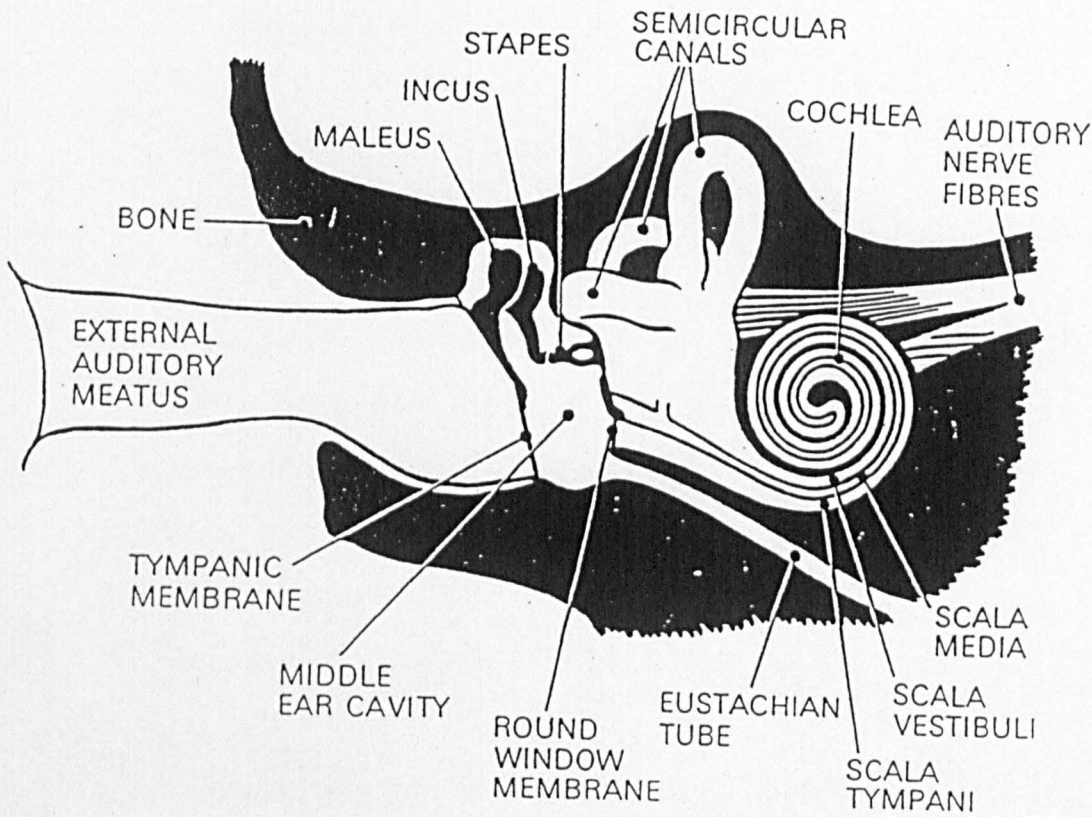 STAPES
SEMICIRCULAR
CANALS
INCUS
COCHLEA
AUDITORY
NERVE
FIBRES
MALEUS
BONE
EXTERNAL
AUDITORY
MEATUS
TYMPANIC
MEMBRANE
MIDDLE
EAR CAVITY
ROUND
WINDOW
MEMBRANE
EUSTACHIAN
TUBE
SCALA
MEDIA
SCALA
VESTIBULI
SCALA
TYMPANI